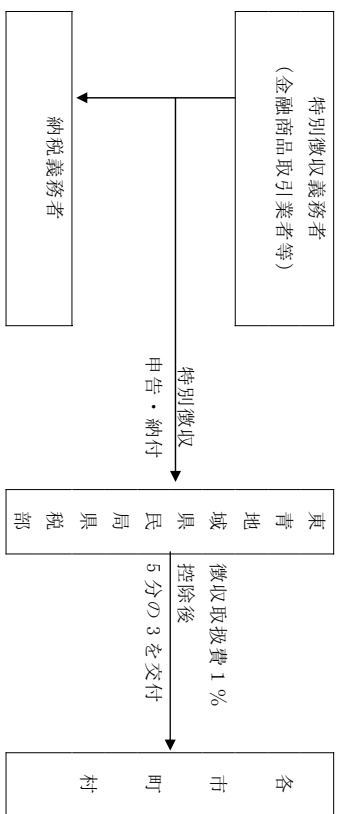 特別徴収義務者
(金融商品取引業者等)
納税義務者
特別徴収
申告・納付
東青地域県民局県税部
徴収取扱費1%
控除後
5分の3を交付
各市町村